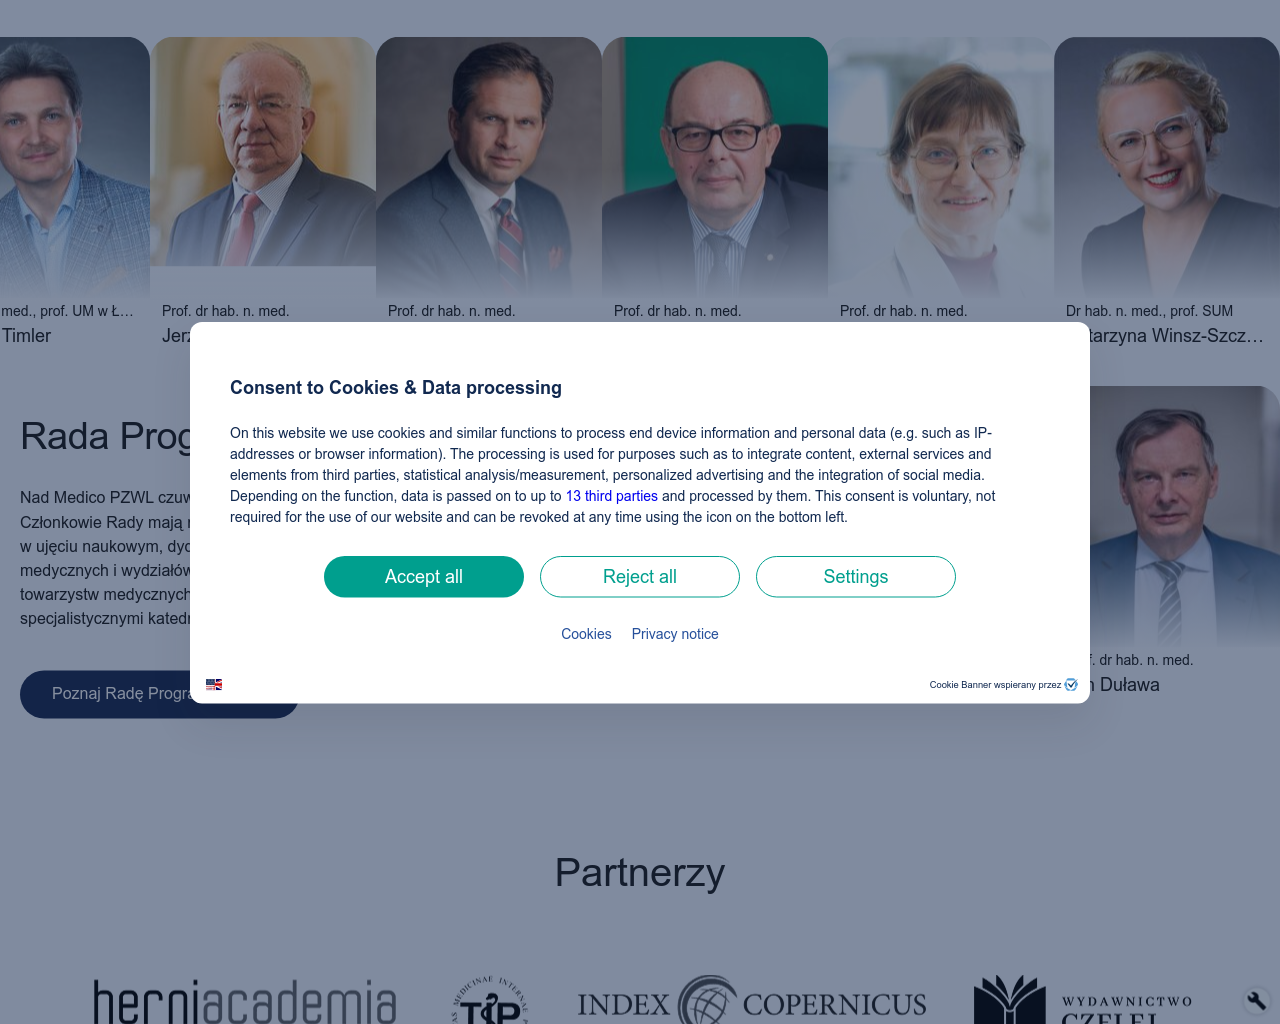 med., prof. UM w Ł...
Timler
Prof. dr hab. n. med.
Prof. dr hab. n. med.
Prof. dr hab. n. med.
Prof. dr hab. n. med.
Dr hab. n. med., prof. SUM
Winsz-Szcz...
Consent to Cookies & Data processing
On this website we use cookies and similar functions to process end device information and personal data (e.g. such as IP-
addresses or browser information). The processing is used for purposes such as to integrate content, external services and
elements from third parties, statistical analysis/measurement, personalized advertising and the integration of social media.
Depending on the function, data is passed on to up to 13 third parties and processed by them. This consent is voluntary, not
required for the use of our website and can be revoked at any time using the icon on the bottom left.
Accept all
Reject all
Settings
Cookies
Privacy notice
Cookie Banner wspierany przez
Rada
Nad Medico PZWL
Członkowie Rady mają
w ujęciu naukowym,
medycznych i wydziałów
towarzystw medycznych
specjalistycznymi
Poznaj Radę
dr hab. n. med.
Duława
Partnerzy
herniacademia
TIP
INDEX COPERNICUS
WYDAWNICTWO
CZELEJ